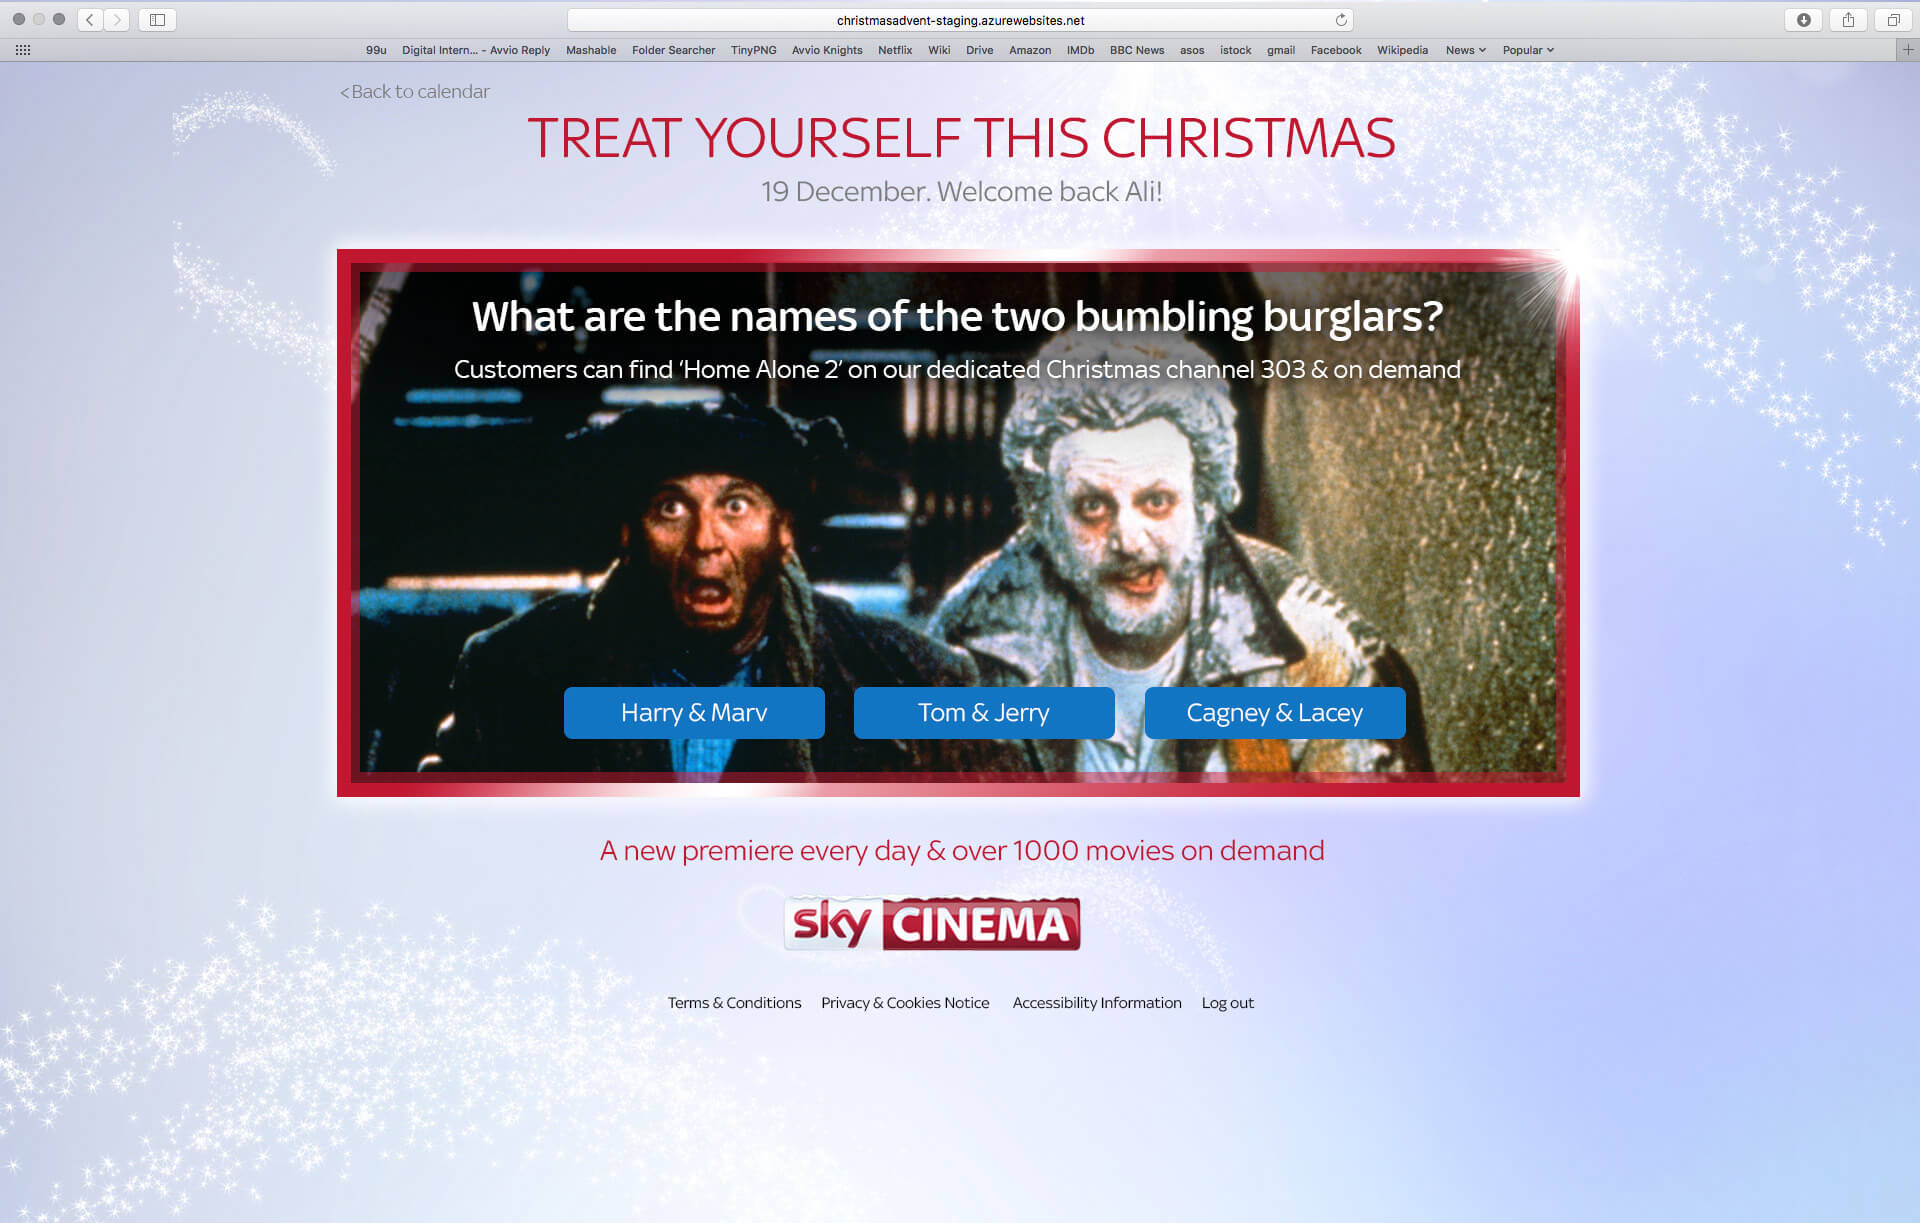 christmasadvent-staging.azurewebsites.net
99u Digital Intern... - Avvio Reply Mashable Folder Searcher TinyPNG Avvio Knights Netflix Wiki Drive Amazon IMDb BBC News asos istock gmail Facebook Wikipedia News Popular
< Back to calendar
TREAT YOURSELF THIS CHRISTMAS
19 December. Welcome back Ali!
What are the names of the two bumbling burglars?
Customers can find ‘Home Alone 2’ on our dedicated Christmas channel 303 & on demand
Harry & Marv Tom & Jerry Cagney & Lacey
A new premiere every day & over 1000 movies on demand
sky CINEMA
Terms & Conditions Privacy & Cookies Notice Accessibility Information Log out